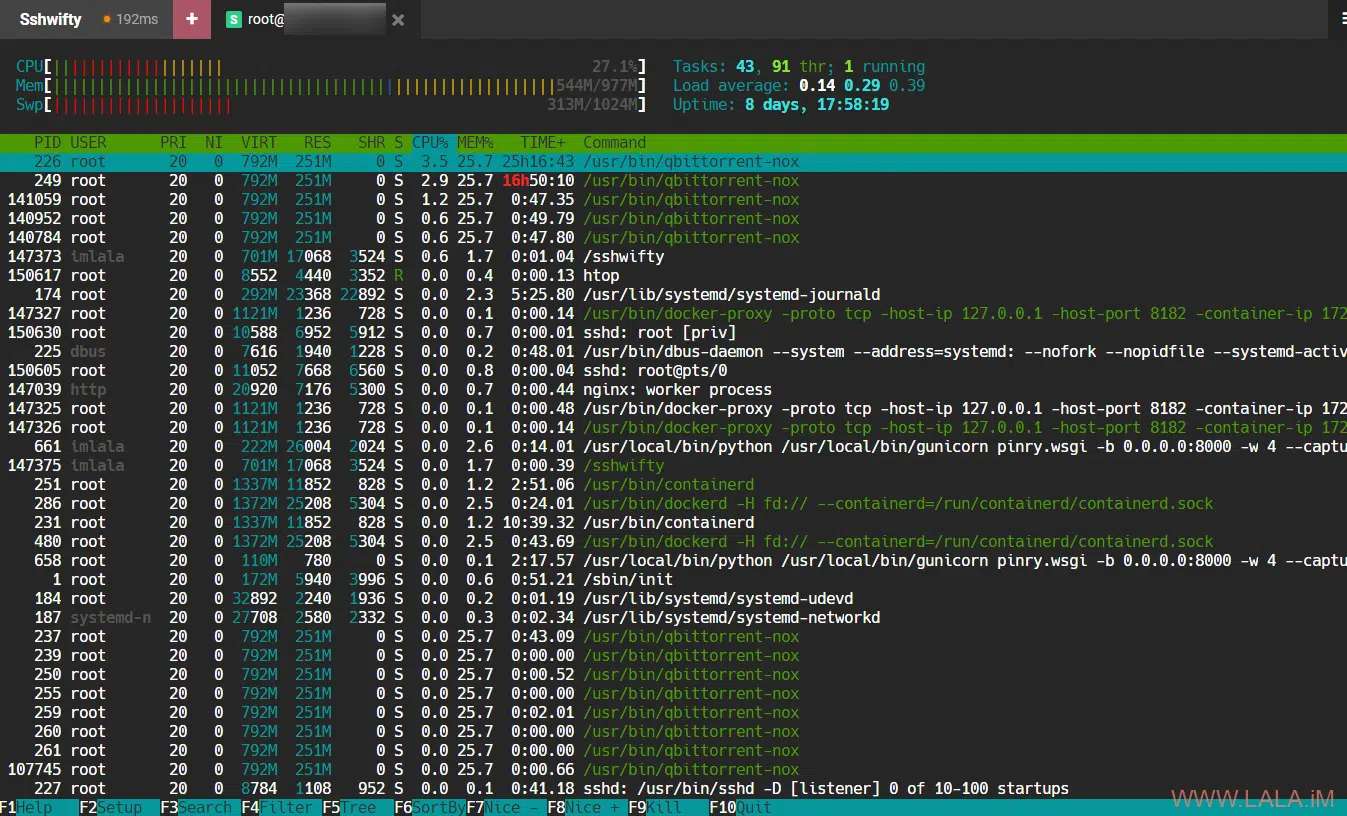 Sshwifty 192ms + S root@ ×
CPU[|||||||||||||||||||27.1%] Tasks: 43, 91 thr; 1 running
Mem[||||||||||||||||||||||||||||||||||||||||||||||||||||||||544M/977M] Load average: 0.14 0.29 0.39
Swp[||||||||||||||||||||313M/1024M] Uptime: 8 days, 17:58:19
PID USER PRI NI VIRT RES SHR S CPU% MEM% TIME+ Command
226 root 20 0 792M 251M 0 S 3.5 25.7 25h16:43 /usr/bin/qbittorrent-nox
249 root 20 0 792M 251M 0 S 2.9 25.7 16h50:10 /usr/bin/qbittorrent-nox
141059 root 20 0 792M 251M 0 S 1.2 25.7 0:47.35 /usr/bin/qbittorrent-nox
140952 root 20 0 792M 251M 0 S 0.6 25.7 0:49.79 /usr/bin/qbittorrent-nox
140784 root 20 0 792M 251M 0 S 0.6 25.7 0:47.80 /usr/bin/qbittorrent-nox
147373 imlala 20 0 701M 17068 3524 S 0.6 1.7 0:01.04 /sshwifty
150617 root 20 0 8552 4440 3352 R 0.0 0.4 0:00.13 htop
174 root 20 0 292M 23368 22892 S 0.0 2.3 5:25.80 /usr/lib/systemd/systemd-journald
147327 root 20 0 1121M 1236 728 S 0.0 0.1 0:00.14 /usr/bin/docker-proxy -proto tcp -host-ip 127.0.0.1 -host-port 8182 -container-ip 172
150630 root 20 0 10588 6952 5912 S 0.0 0.7 0:00.01 sshd: root [priv]
225 dbus 20 0 7616 1940 1228 S 0.0 0.2 0:48.01 /usr/bin/dbus-daemon --system --address=systemd: --nofork --nopidfile --systemd-activ
150605 root 20 0 11052 7668 6560 S 0.0 0.8 0:00.04 sshd: root@pts/0
147039 http 20 0 20920 7176 5300 S 0.0 0.7 0:00.44 nginx: worker process
147325 root 20 0 1121M 1236 728 S 0.0 0.1 0:00.48 /usr/bin/docker-proxy -proto tcp -host-ip 127.0.0.1 -host-port 8182 -container-ip 172
147326 root 20 0 1121M 1236 728 S 0.0 0.1 0:00.14 /usr/bin/docker-proxy -proto tcp -host-ip 127.0.0.1 -host-port 8182 -container-ip 172
661 imlala 20 0 222M 26004 2024 S 0.0 2.6 0:14.01 /usr/local/bin/python /usr/local/bin/gunicorn pinry.wsgi -b 0.0.0.0:8000 -w 4 --captu
147375 imlala 20 0 701M 17068 3524 S 0.0 1.7 0:00.39 /sshwifty
251 root 20 0 1337M 11852 828 S 0.0 1.2 2:51.06 /usr/bin/containerd
286 root 20 0 1372M 25208 5304 S 0.0 2.5 0:24.01 /usr/bin/dockerd -H fd:// --containerd=/run/containerd/containerd.sock
231 root 20 0 1337M 11852 828 S 0.0 1.2 10:39.32 /usr/bin/containerd
480 root 20 0 1372M 25208 5304 S 0.0 2.5 0:43.69 /usr/bin/dockerd -H fd:// --containerd=/run/containerd/containerd.sock
658 root 20 0 110M 780 0 S 0.0 0.1 2:17.57 /usr/local/bin/python /usr/local/bin/gunicorn pinry.wsgi -b 0.0.0.0:8000 -w 4 --captu
1 root 20 0 172M 5940 3996 S 0.0 0.6 0:51.21 /sbin/init
184 root 20 0 32892 2240 1936 S 0.0 0.2 0:01.19 /usr/lib/systemd/systemd-udevd
187 systemd-n 20 0 27708 2580 2332 S 0.0 0.3 0:02.34 /usr/lib/systemd/systemd-networkd
237 root 20 0 792M 251M 0 S 0.0 25.7 0:43.09 /usr/bin/qbittorrent-nox
239 root 20 0 792M 251M 0 S 0.0 25.7 0:00.00 /usr/bin/qbittorrent-nox
250 root 20 0 792M 251M 0 S 0.0 25.7 0:00.52 /usr/bin/qbittorrent-nox
255 root 20 0 792M 251M 0 S 0.0 25.7 0:00.00 /usr/bin/qbittorrent-nox
259 root 20 0 792M 251M 0 S 0.0 25.7 0:02.01 /usr/bin/qbittorrent-nox
260 root 20 0 792M 251M 0 S 0.0 25.7 0:00.00 /usr/bin/qbittorrent-nox
261 root 20 0 792M 251M 0 S 0.0 25.7 0:00.00 /usr/bin/qbittorrent-nox
107745 root 20 0 792M 251M 0 S 0.0 25.7 0:00.66 /usr/bin/qbittorrent-nox
227 root 20 0 8784 1108 952 S 0.0 0.1 0:41.18 sshd: /usr/bin/sshd -D [listener] 0 of 10-100 startups
F1Help F2Setup F3Search F4Filter F5Tree F6SortBy F7Nice - F8Nice + F9Kill F10Quit
WWW.LALA.iM